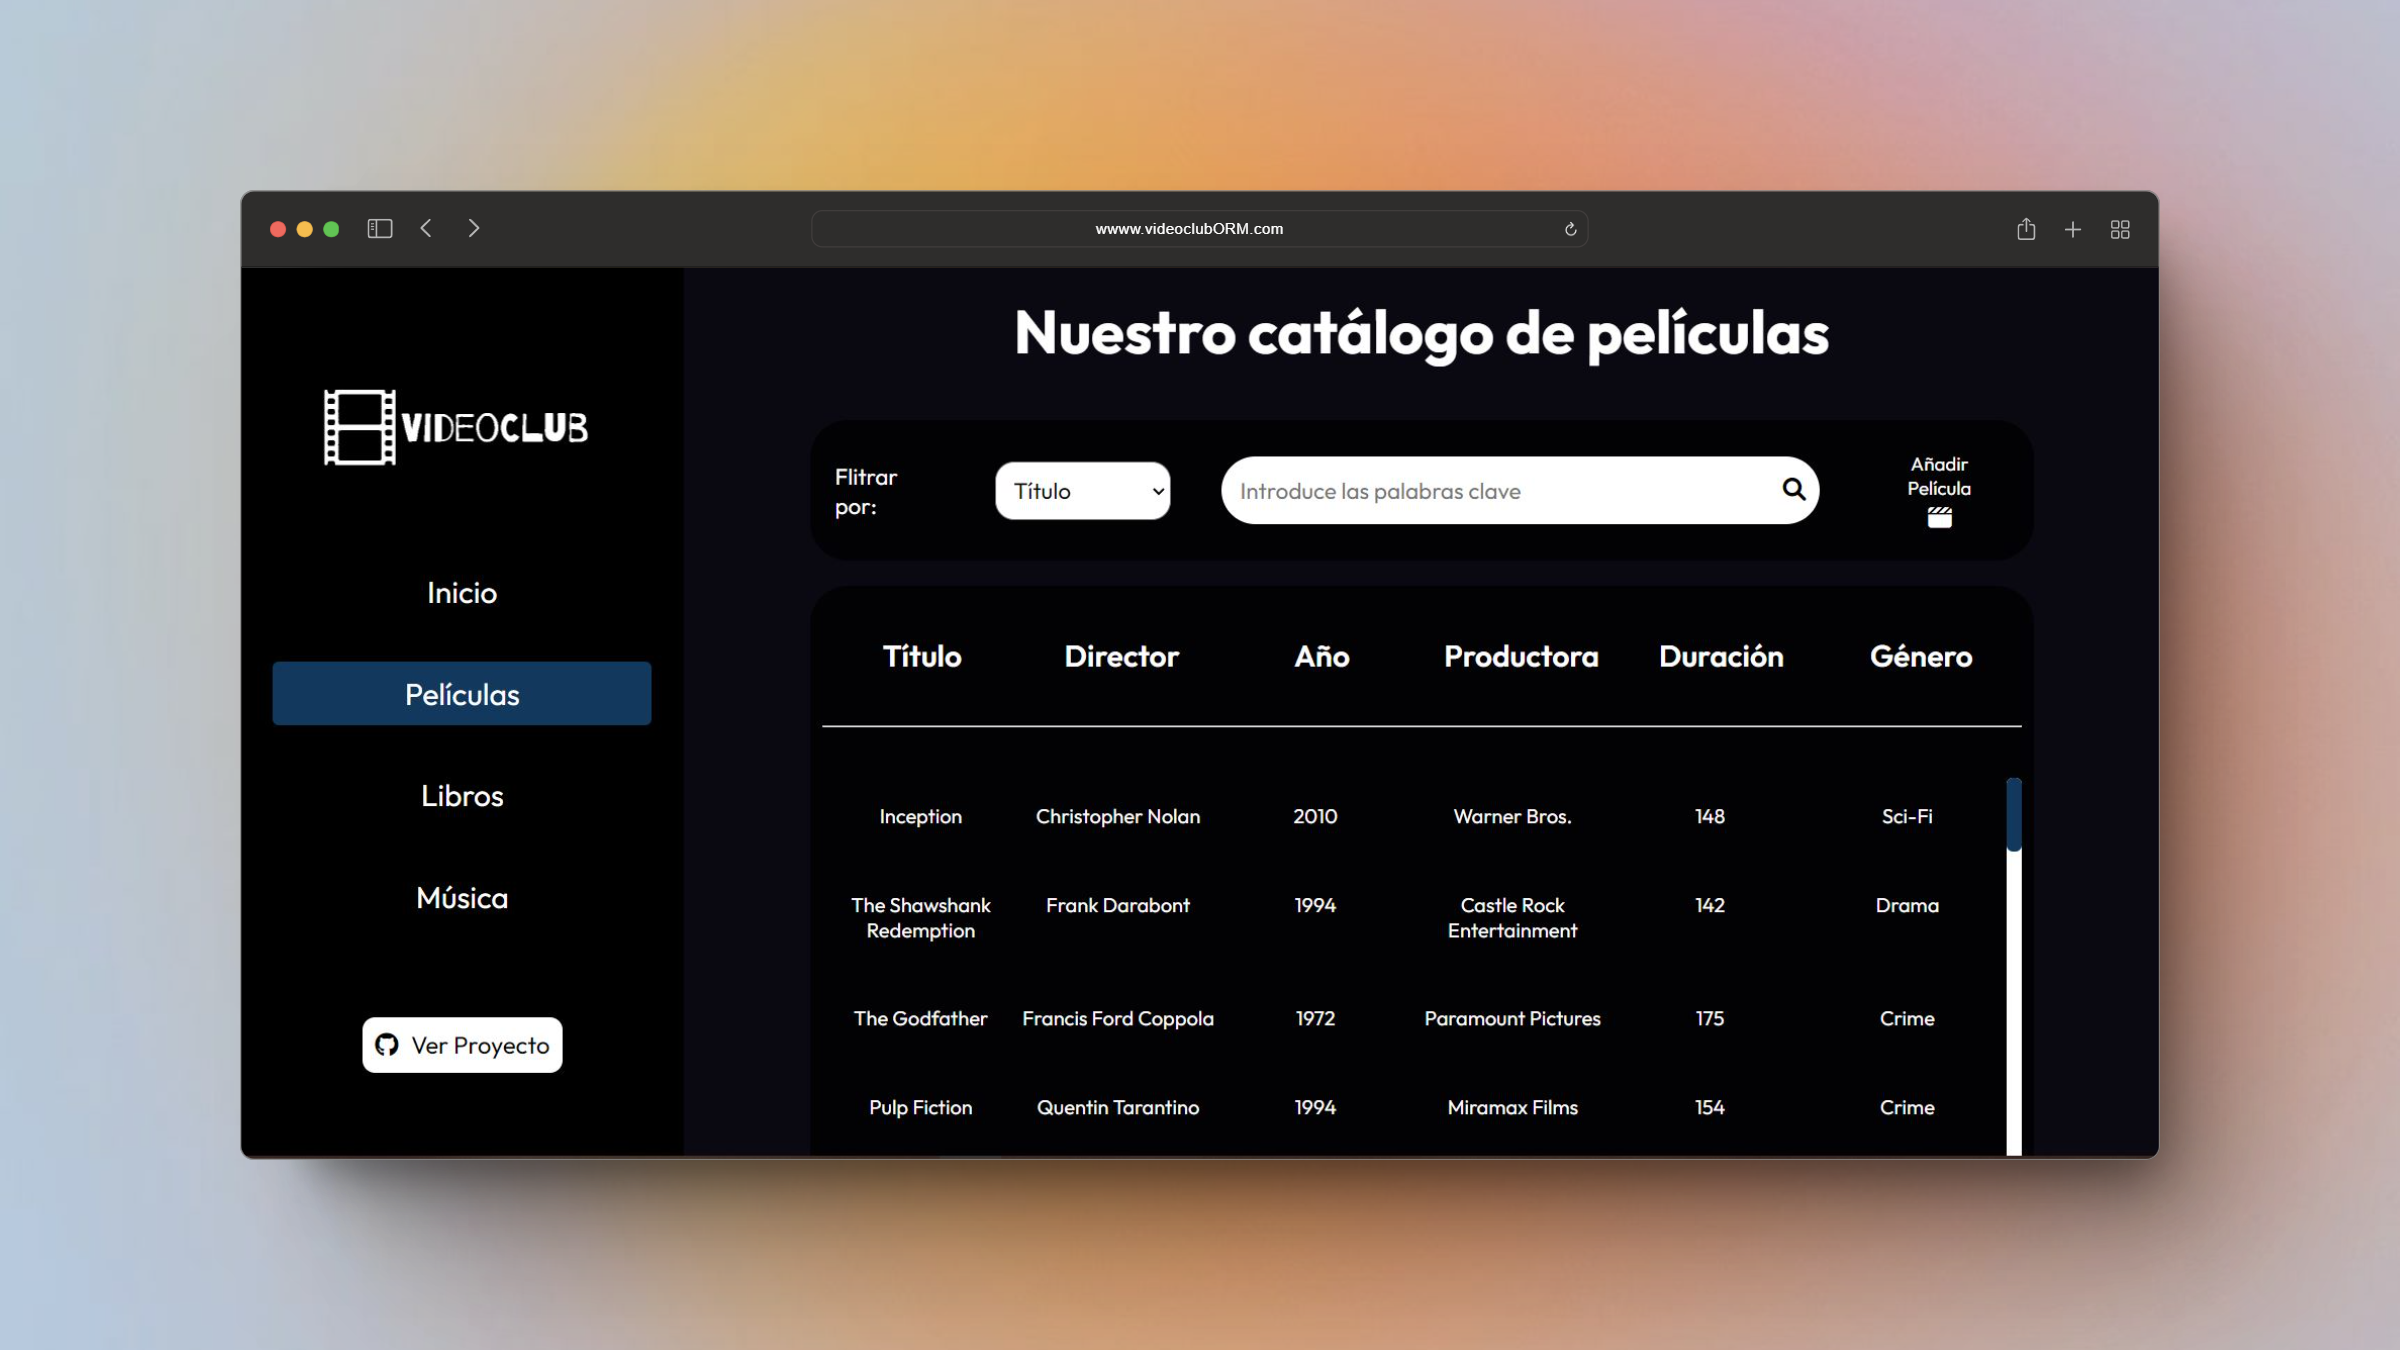 wwww.videoclubORM.com
VIDEOCLUB
Inicio
Películas
Libros
Música
Ver Proyecto
Nuestro catálogo de películas
Flitrar
por:
Título
Introduce las palabras clave
Añadir
Película
Título Director Año Productora Duración Género
Inception Christopher Nolan 2010 Warner Bros. 148 Sci-Fi
The Shawshank Frank Darabont 1994 Castle Rock 142 Drama
Redemption Entertainment
The Godfather Francis Ford Coppola 1972 Paramount Pictures 175 Crime
Pulp Fiction Quentin Tarantino 1994 Miramax Films 154 Crime